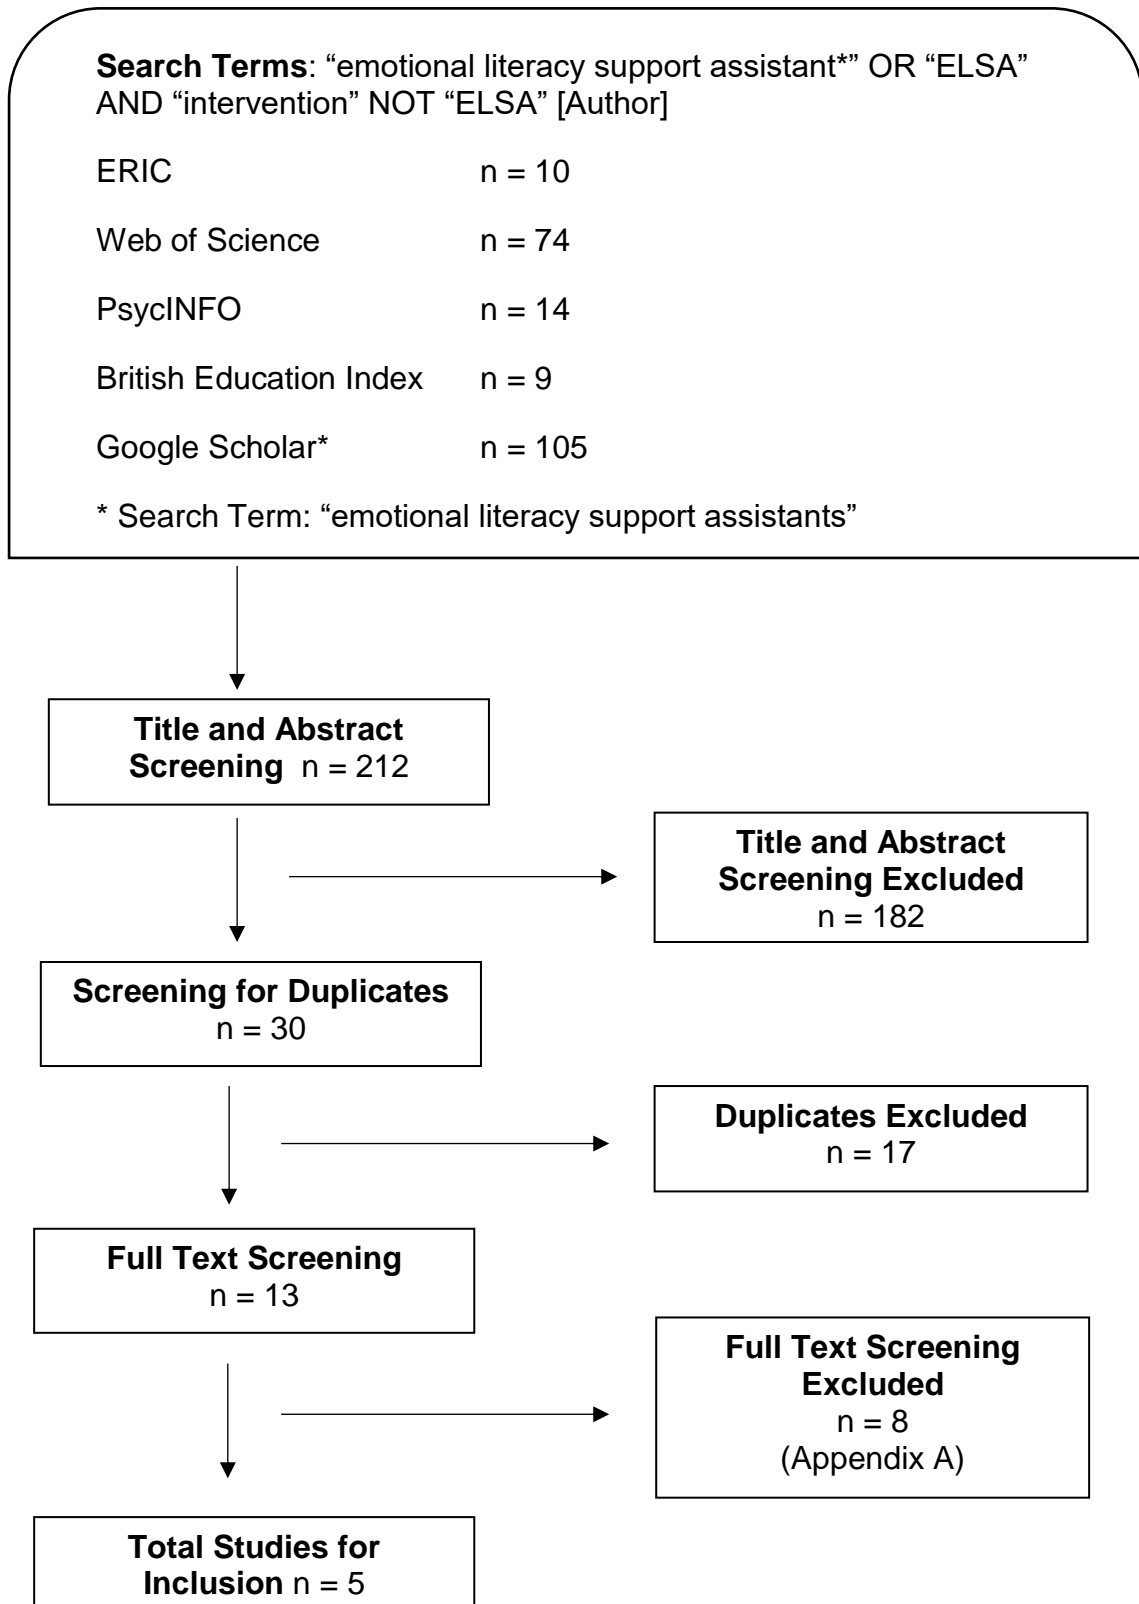 Search Terms: “emotional literacy support assistant*” OR “ELSA”
AND “intervention” NOT “ELSA” [Author]
ERIC n = 10
Web of Science n = 74
PsycINFO n = 14
British Education Index n = 9
Google Scholar* n = 105
* Search Term: “emotional literacy support assistants”
Title and Abstract
Screening n = 212
Title and Abstract
Screening Excluded
n = 182
Screening for Duplicates
n = 30
Duplicates Excluded
n = 17
Full Text Screening
n = 13
Full Text Screening
Excluded
n = 8
(Appendix A)
Total Studies for
Inclusion n = 5